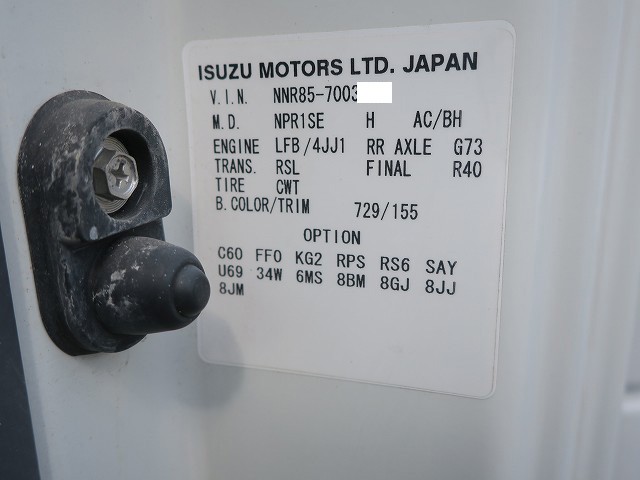 ISUZU MOTORS LTD. JAPAN
V.I.N. NNR85-7003
M.D. NPR1SE H AC/BH
ENGINE LFB/4JJ1 RR AXLE G73
TRANS. RSL FINAL R40
TIRE CWT
B.COLOR/TRIM 729/155
OPTION
C60 FFO KG2 RPS RS6 SAY
U69 34W 6MS 8BM 8GJ 8JJ
8JM